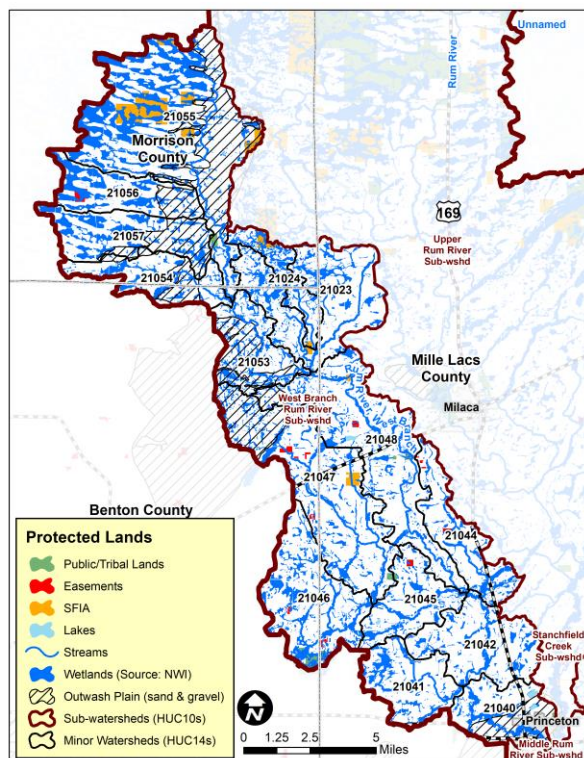 Unnamed
Rum River
21055
Morrison
County
21056
169
21057
Upper
Rum River
Sub-wshd
21054
21024
21023
21053
Mille Lacs
County
West Branch
Rum River
Sub-wshd
Rum River, West Branch
Milaca
21048
21047
Benton County
21044
21046
21045
Stanchfield
Creek
Sub-wshd
21042
21041
21040
Princeton
Middle Rum
River Sub-wshd
Protected Lands
Public/Tribal Lands
Easements
SFIA
Lakes
Streams
Wetlands (Source: NWI)
Outwash Plain (sand & gravel)
Sub-watersheds (HUC10s)
Minor Watersheds (HUC14s)
N
0 1.25 2.5 5
Miles